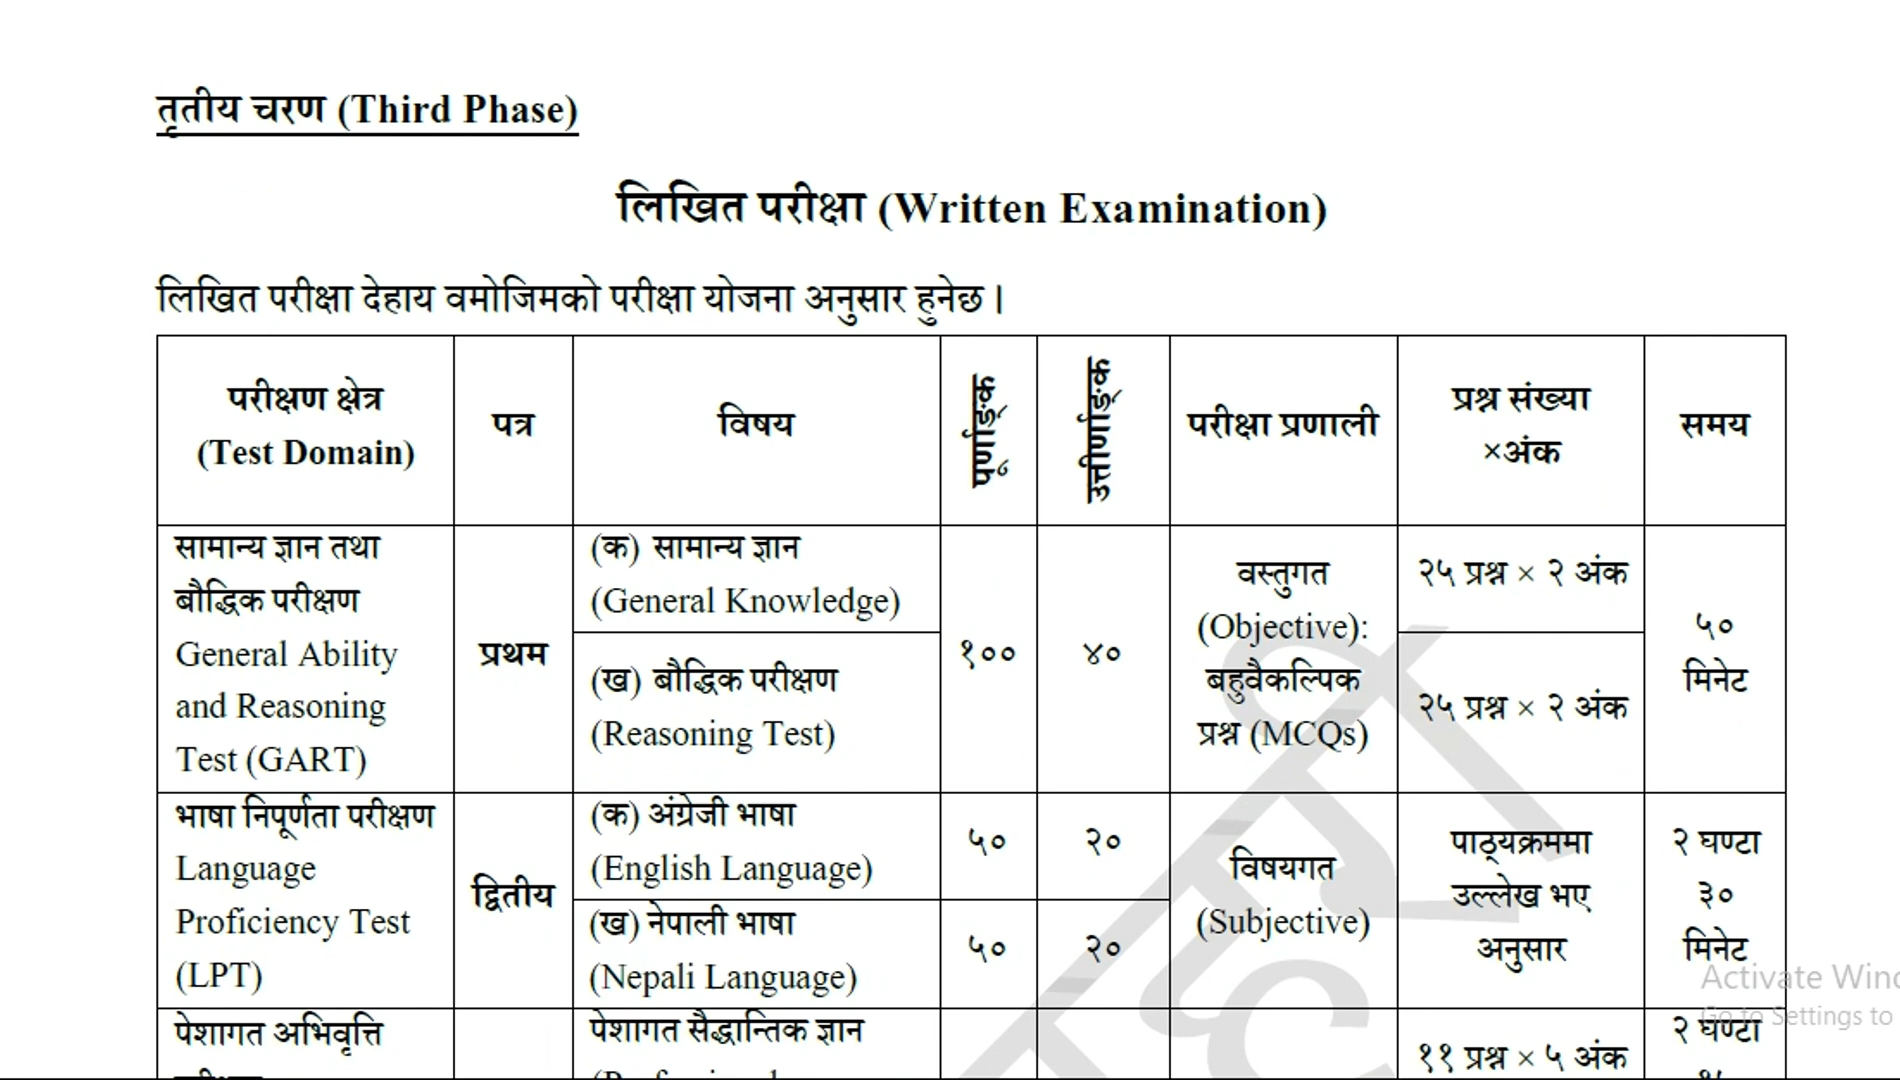 तृतीय चरण (Third Phase)
लिखित परीक्षा (Written Examination)
लिखित परीक्षा देहाय वमोजिमको परीक्षा योजना अनुसार हुनेछ ।
परीक्षण क्षेत्र
(Test Domain)
पत्र
विषय
पूर्णाङ्क
उत्तीर्णाङ्क
परीक्षा प्रणाली
प्रश्न संख्या
×अंक
समय
सामान्य ज्ञान तथा
बौद्धिक परीक्षण
General Ability
and Reasoning
Test (GART)
प्रथम
(क) सामान्य ज्ञान
(General Knowledge)
(ख) बौद्धिक परीक्षण
(Reasoning Test)
१००
४०
वस्तुगत
(Objective):
बहुवैकल्पिक
प्रश्न (MCQs)
२५ प्रश्न × २ अंक
२५ प्रश्न × २ अंक
५०
मिनेट
भाषा निपूर्णता परीक्षण
Language
Proficiency Test
(LPT)
द्वितीय
(क) अंग्रेजी भाषा
(English Language)
५०
२०
(ख) नेपाली भाषा
(Nepali Language)
५०
२०
विषयगत
(Subjective)
पाठ्यक्रममा
उल्लेख भए
अनुसार
२ घण्टा
३०
मिनेट
पेशागत अभिवृत्ति
पेशागत सैद्धान्तिक ज्ञान
११ प्रश्न × ५ अंक
२ घण्टा
Activate Wind
Go to Settings to